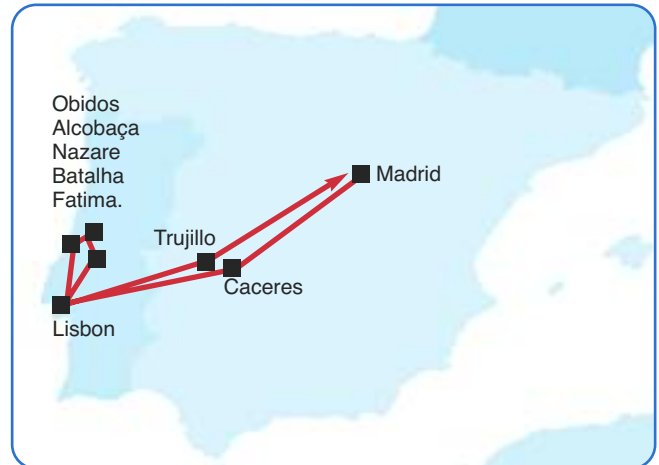 Obidos
Alcobaça
Nazare
Batalha
Fatima.
Madrid
Trujillo
Caceres
Lisbon